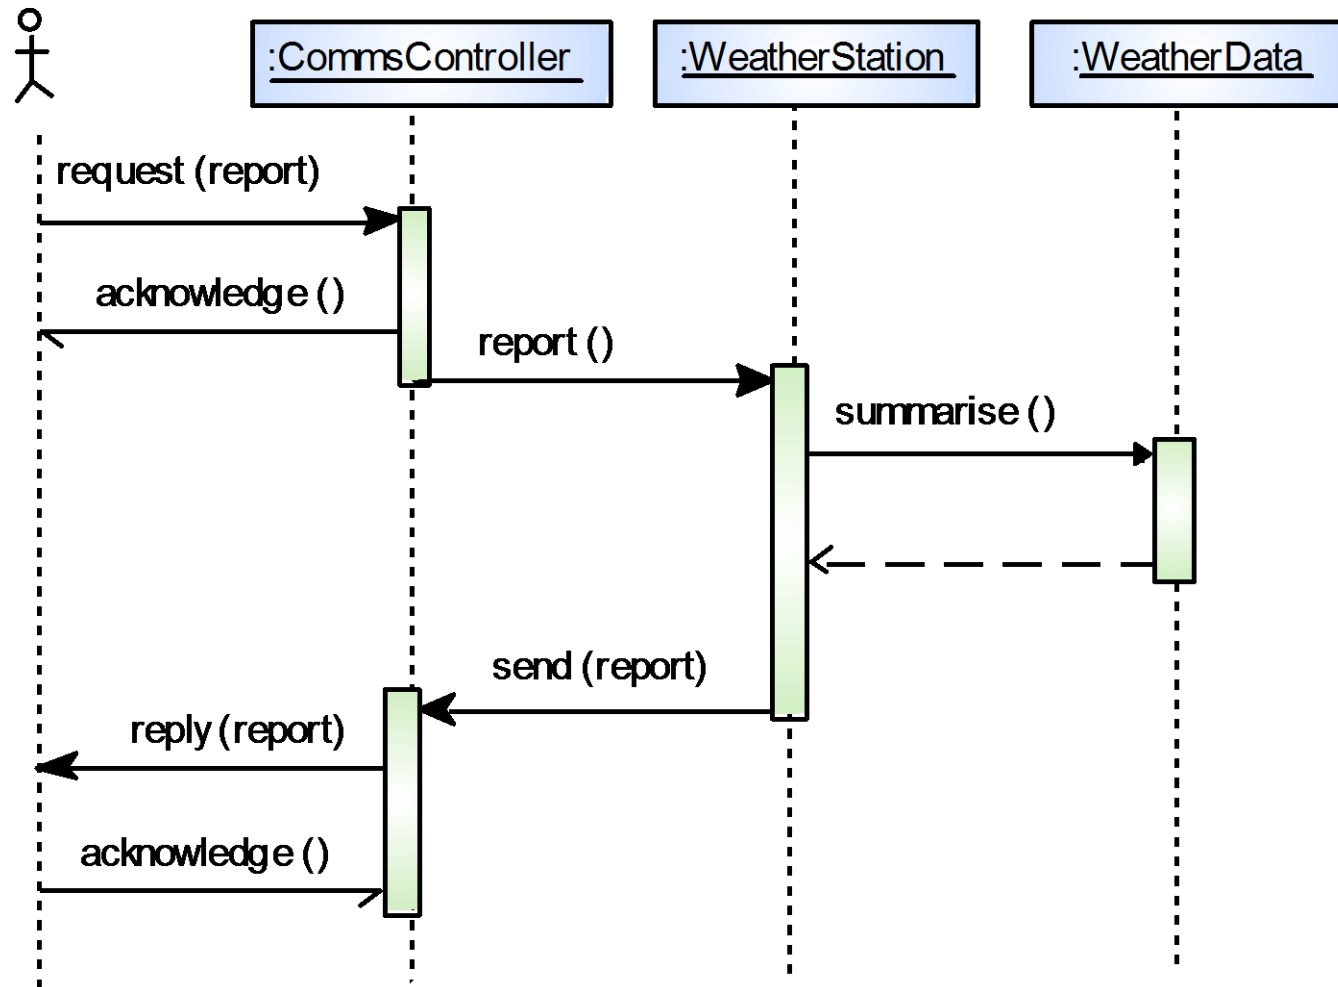 :CommsController
:WeatherStation
:WeatherData
request (report)
acknowledge ()
report ()
summarise ()
send (report)
reply (report)
acknowledge ()